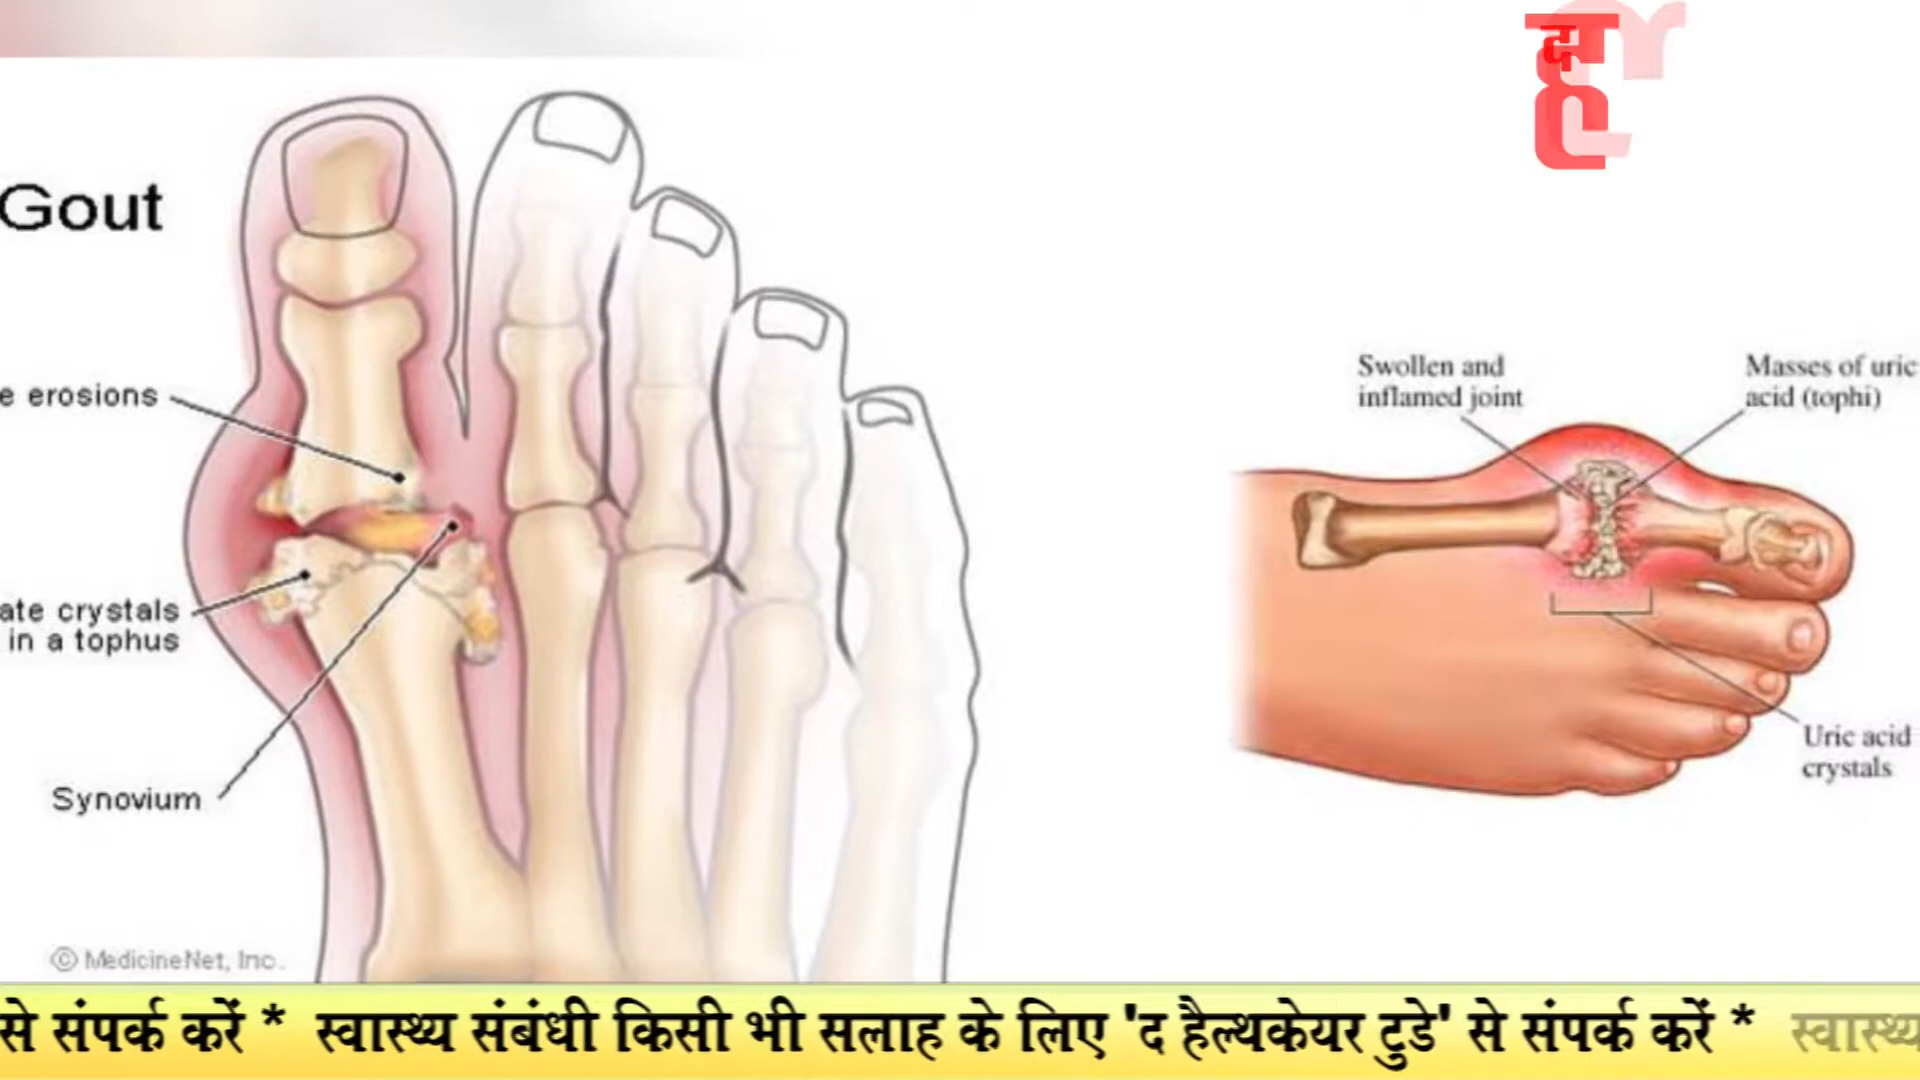 Gout
e erosions
ate crystals
in a tophus
Synovium
© MedicineNet, Inc.
Swollen and
inflamed joint
Masses of uric
acid (tophi)
Uric acid
crystals
से संपर्क करें * स्वास्थ्य संबंधी किसी भी सलाह के लिए 'द हैल्थकेयर टुडे' से संपर्क करें * स्वास्थ्य